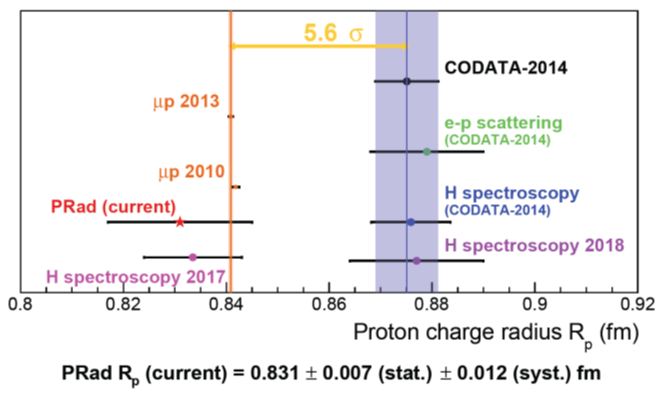 5.6 σ
CODATA-2014
μp 2013
e-p scattering
(CODATA-2014)
μp 2010
H spectroscopy
(CODATA-2014)
PRad (current)
H spectroscopy 2018
H spectroscopy 2017
0.8 0.82 0.84 0.86 0.88 0.9 0.92
Proton charge radius Rp (fm)
PRad Rp (current) = 0.831 ± 0.007 (stat.) ± 0.012 (syst.) fm